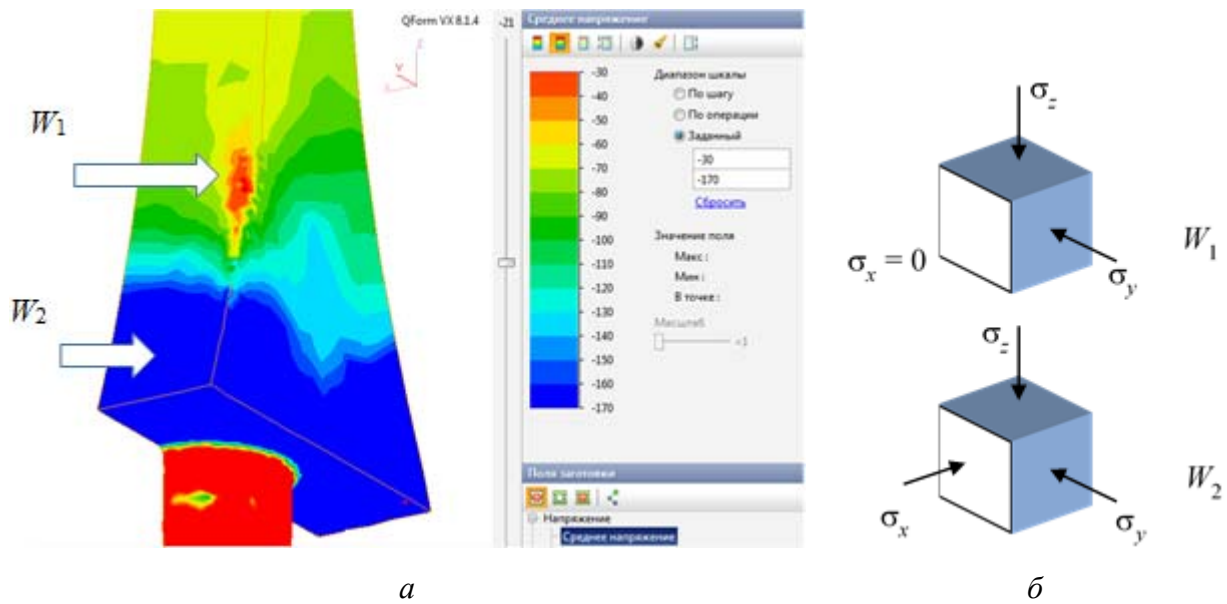 QForm VX 8.1.4
-21
Среднее напряжение
W₁
W₂
-30
-40
-50
-60
-70
-80
-90
-100
-110
-120
-130
-140
-150
-160
-170
Диапазон шкалы
По шагу
По операции
Заданный
-30
-170
Сбросить
Значение поля
Макс :
Мин :
В точке :
Масштаб
×1
Поля заготовки
Напряжение
Среднее напряжение
σz
σx = 0
σy
W₁
σz
σx
σy
W₂
а
б